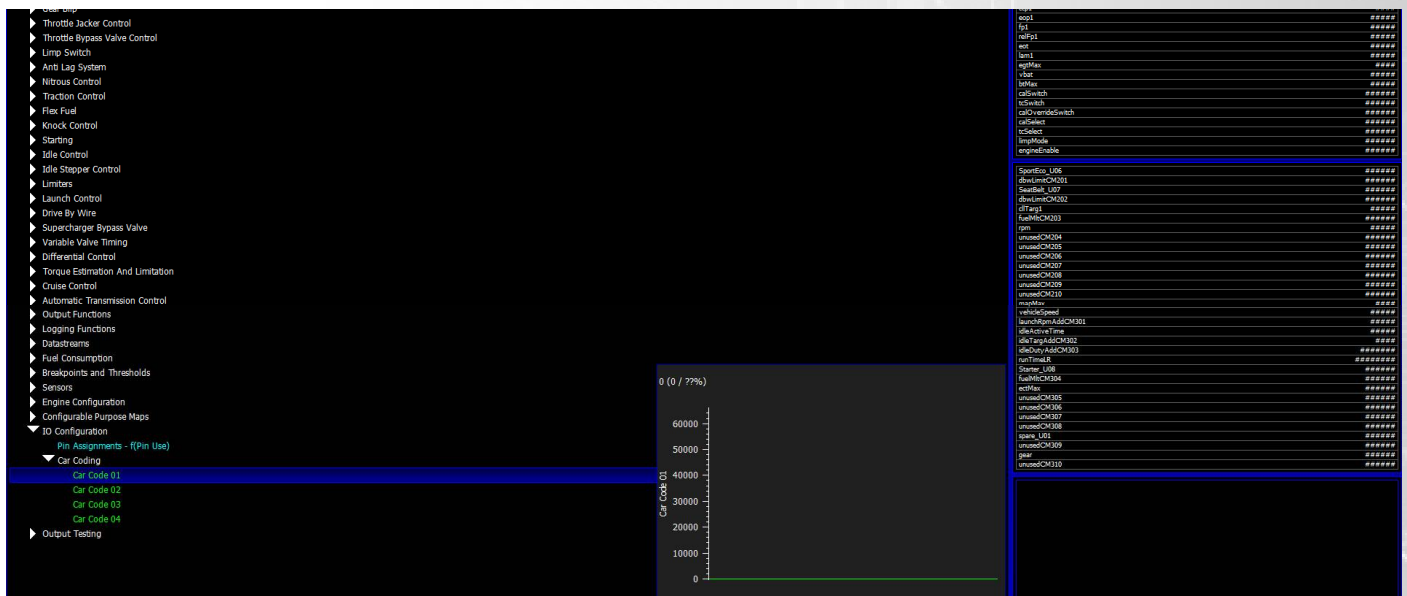 Gear Blip
Throttle Jacker Control
Throttle Bypass Valve Control
Limp Switch
Anti Lag System
Nitrous Control
Traction Control
Flex Fuel
Knock Control
Starting
Idle Control
Idle Stepper Control
Limiters
Launch Control
Drive By Wire
Supercharger Bypass Valve
Variable Valve Timing
Differential Control
Torque Estimation And Limitation
Cruise Control
Automatic Transmission Control
Output Functions
Logging Functions
Datastreams
Fuel Consumption
Breakpoints and Thresholds
Sensors
Engine Configuration
Configurable Purpose Maps
IO Configuration
Pin Assignments - f(Pin Use)
Car Coding
Car Code 01
Car Code 02
Car Code 03
Car Code 04
Output Testing
0 (0 / ??%)
Car Code 01
60000
50000
40000
30000
20000
10000
0
eop1 #####
fp1 #####
relFp1 #####
eot #####
lam1 #####
egtMax ####
vbat #####
btMax #####
calSwitch ######
tcSwitch ######
calOverrideSwitch ######
calSelect ######
tcSelect ######
limpMode ######
engineEnable ######
SportEco_U06 ######
dbwLimitCM201 ######
SeatBelt_U07 ######
dbwLimitCM202 ######
clTarg1 #####
fuelMltCM203 ######
rpm #####
unusedCM204 ######
unusedCM205 ######
unusedCM206 ######
unusedCM207 ######
unusedCM208 ######
unusedCM209 ######
unusedCM210 ######
mapMax ####
vehicleSpeed #####
launchRpmAddCM301 #####
idleActiveTime #####
idleTargAddCM302 ####
idleDutyAddCM303 #######
runTimeLR ########
Starter_U08 ######
fuelMltCM304 ######
ectMax #####
unusedCM305 ######
unusedCM306 ######
unusedCM307 ######
unusedCM308 ######
spare_U01 ######
unusedCM309 ######
gear ######
unusedCM310 ######